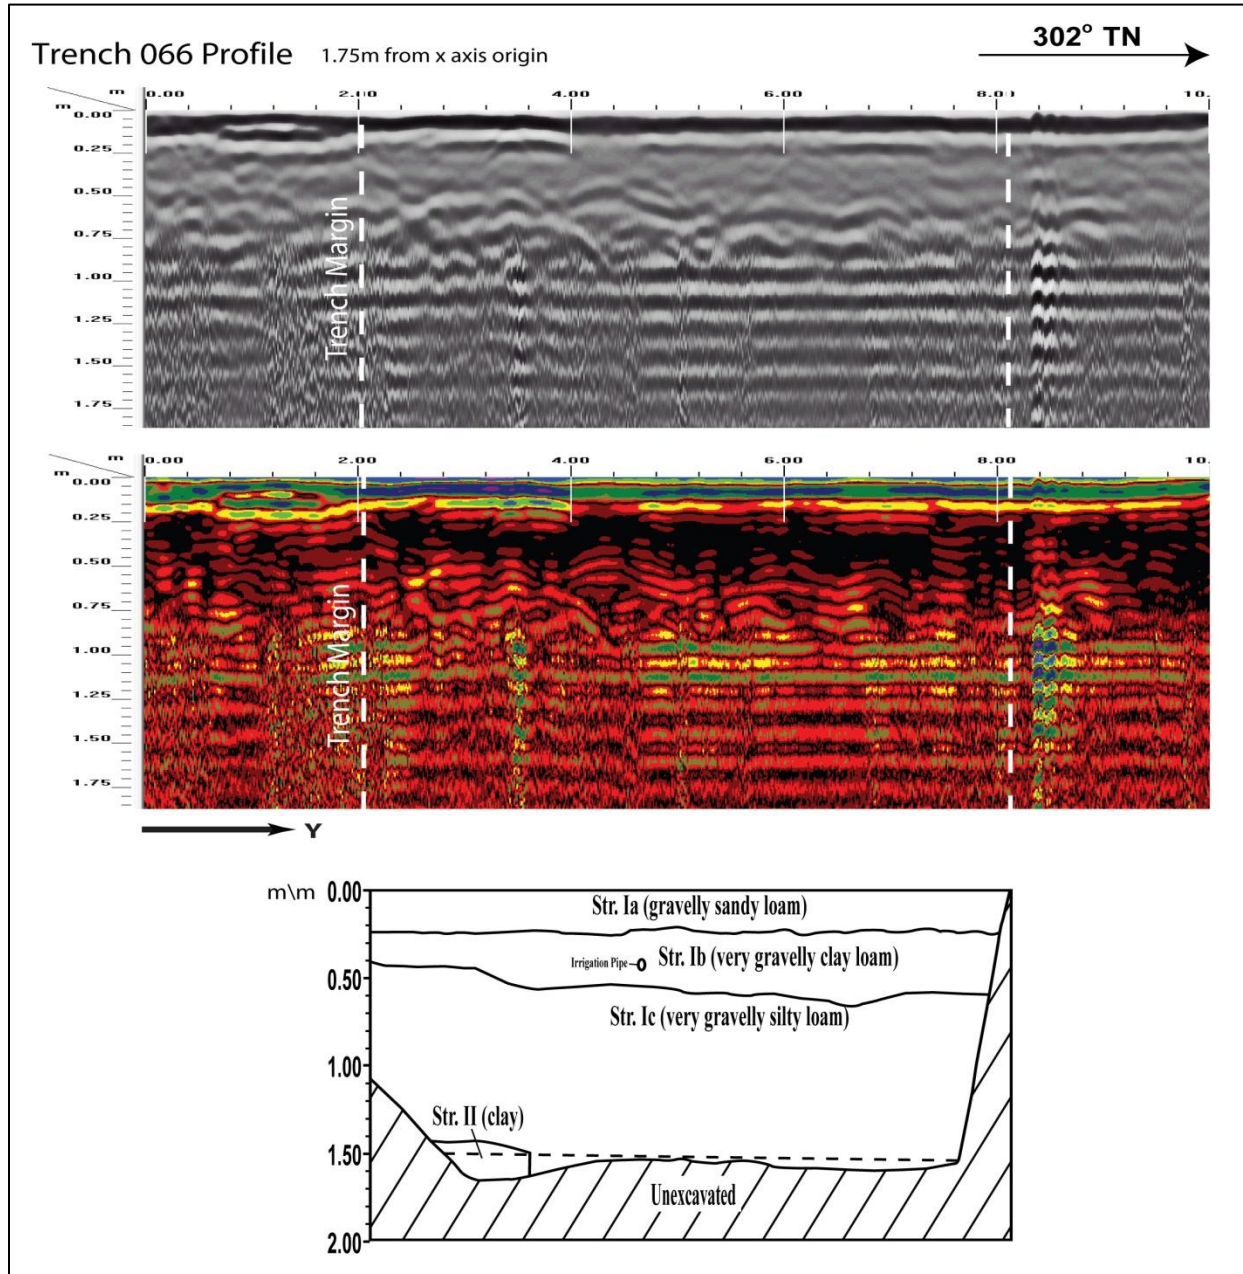 Trench 066 Profile 1.75m from x axis origin
302° TN
m 0.00 2.00 4.00 6.00 8.00 10.
m
0.00
0.25
0.50
0.75
1.00
1.25
1.50
1.75
Trench Margin
m 0.00 2.00 4.00 6.00 8.00 10.
m
0.00
0.25
0.50
0.75
1.00
1.25
1.50
1.75
Trench Margin
Y
m\m
0.00
0.50
1.00
1.50
2.00
Str. Ia (gravelly sandy loam)
Str. Ib (very gravelly clay loam)
Irrigation Pipe
Str. Ic (very gravelly silty loam)
Str. II (clay)
Unexcavated